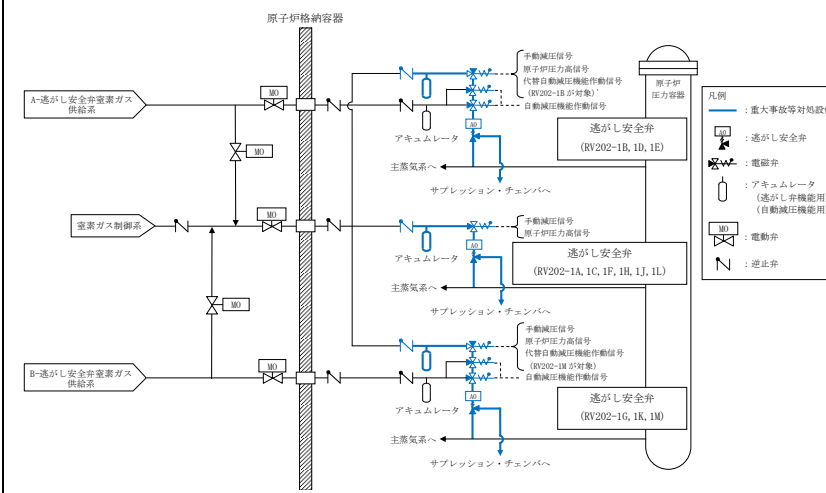 原子炉格納容器
A-逃がし安全弁窒素ガス
供給系
MO
MO
窒素ガス制御系
MO
MO
B-逃がし安全弁窒素ガス
供給系
MO
手動減圧信号
原子炉圧力高信号
代替自動減圧機能作動信号
(RV202-1Bが対象)
自動減圧機能作動信号
アキュムレータ
AO
逃がし安全弁
(RV202-1B, 1D, 1E)
主蒸気系へ
サプレッション・チェンバへ
手動減圧信号
原子炉圧力高信号
アキュムレータ
AO
逃がし安全弁
(RV202-1A, 1C, 1F, 1H, 1J, 1L)
主蒸気系へ
サプレッション・チェンバへ
手動減圧信号
原子炉圧力高信号
代替自動減圧機能作動信号
(RV202-1Mが対象)
自動減圧機能作動信号
アキュムレータ
AO
逃がし安全弁
(RV202-1G, 1K, 1M)
主蒸気系へ
サプレッション・チェンバへ
原子炉
圧力容器
凡例
：重大事故等対処設備
AO
：逃がし安全弁
：電磁弁
：アキュムレータ
(逃がし弁機能用
(自動減圧機能用
MO
：電動弁
：逆止弁